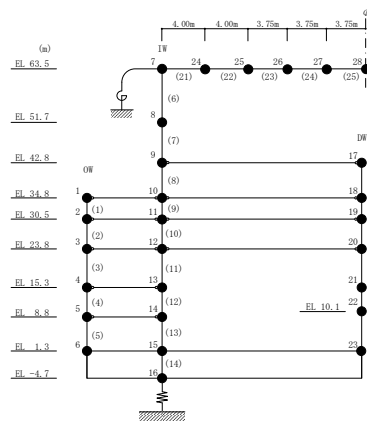 ¢
4.00m 4.00m 3.75m 3.75m 3.75m
(m) IW
EL 63.5 7 24 25 26 27 28
(21) (22) (23) (24) (25)
(6)
EL 51.7 8
(7)
DW
EL 42.8 9 17
OW (8)
EL 34.8 1 10 18
(1) (9)
EL 30.5 2 11 19
(2) (10)
EL 23.8 3 12 20
(3) (11)
EL 15.3 4 13 21
(4) (12) EL 10.1 22
EL 8.8 5 14
(5) (13)
EL 1.3 6 15 23
(14)
EL -4.7 16